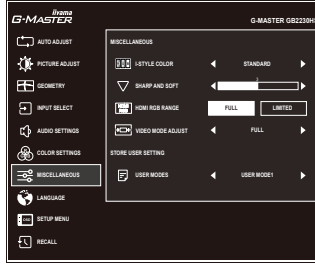 iiyama
G-MASTER
G-MASTER GB2230HS
AUTO ADJUST
PICTURE ADJUST
GEOMETRY
INPUT SELECT
AUDIO SETTINGS
COLOR SETTINGS
MISCELLANEOUS
LANGUAGE
OSD
SETUP MENU
RECALL
MISCELLANEOUS
I-STYLE COLOR
STANDARD
SHARP AND SOFT
HDMI RGB RANGE
FULL
LIMITED
VIDEO MODE ADJUST
FULL
STORE USER SETTING
USER MODES
USER MODE1